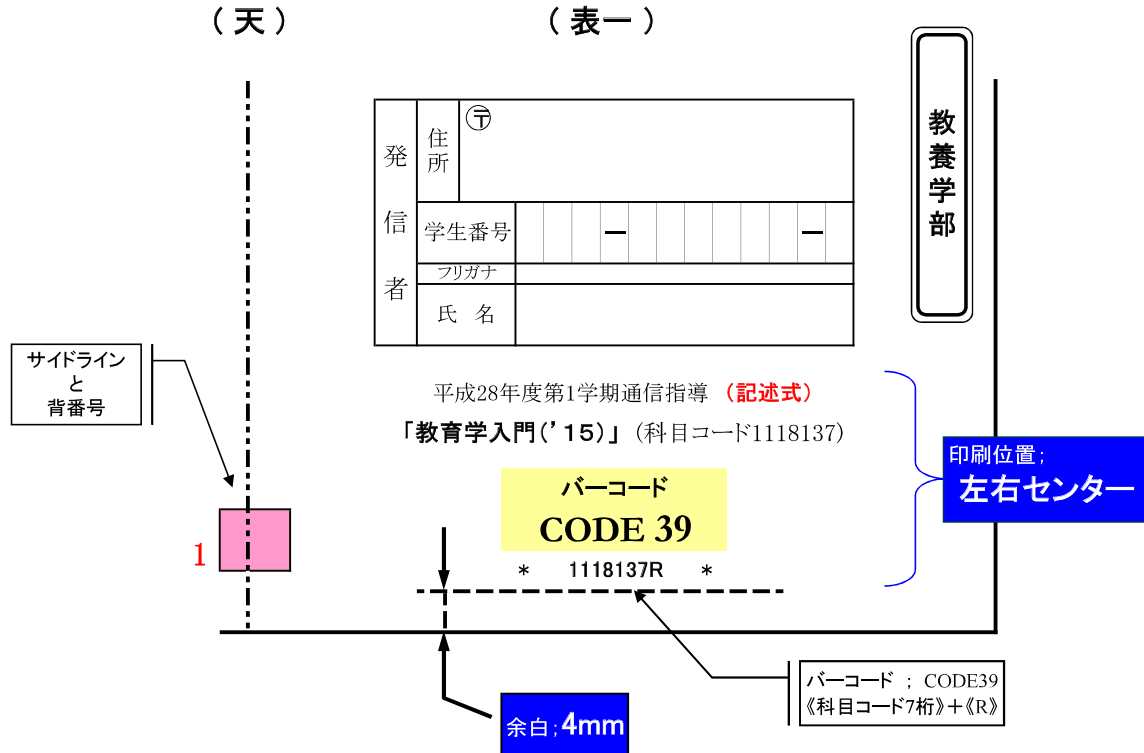 (天)
(表一)
教養学部
発信者
住所
〒
学生番号
ー
ー
フリガナ
氏 名
サイドライン
と
背番号
平成28年度第1学期通信指導 (記述式)
「教育学入門('15)」(科目コード1118137)
印刷位置;
左右センター
バーコード
CODE 39
* 1118137R *
1
バーコード ; CODE39
《科目コード7桁》+《R》
余白;4mm